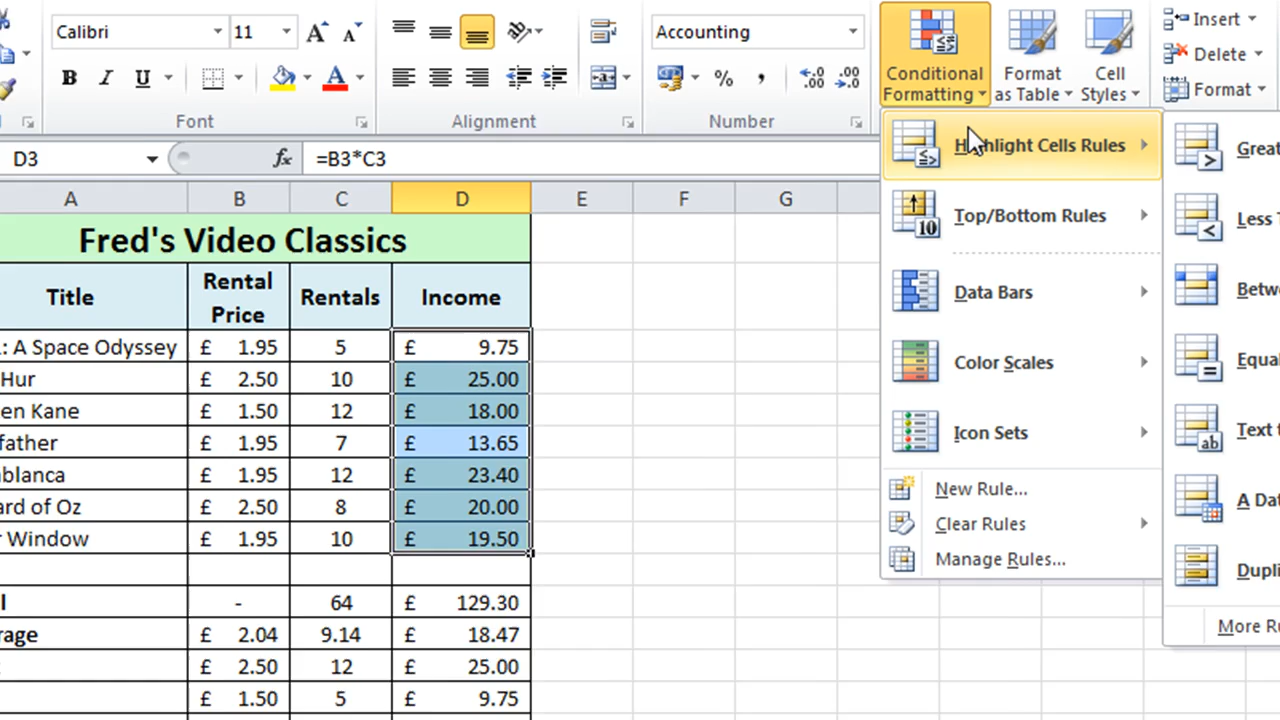 Calibri 11 Accounting
B I U A % ,
Conditional Formatting
Format as Table
Cell Styles
Insert
Delete
Format
Font Alignment Number
D3 fx =B3*C3
A B C D E F G
Fred's Video Classics
Title Rental Price Rentals Income
: A Space Odyssey £ 1.95 5 £ 9.75
Hur £ 2.50 10 £ 25.00
en Kane £ 1.50 12 £ 18.00
father £ 1.95 7 £ 13.65
ablanca £ 1.95 12 £ 23.40
ard of Oz £ 2.50 8 £ 20.00
Window £ 1.95 10 £ 19.50
- 64 £ 129.30
rage £ 2.04 9.14 £ 18.47
£ 2.50 12 £ 25.00
£ 1.50 5 £ 9.75
Highlight Cells Rules
Top/Bottom Rules
Data Bars
Color Scales
Icon Sets
New Rule...
Clear Rules
Manage Rules...
Great
Less T
Betwe
Equa
Text t
A Dat
Dupli
More Ru